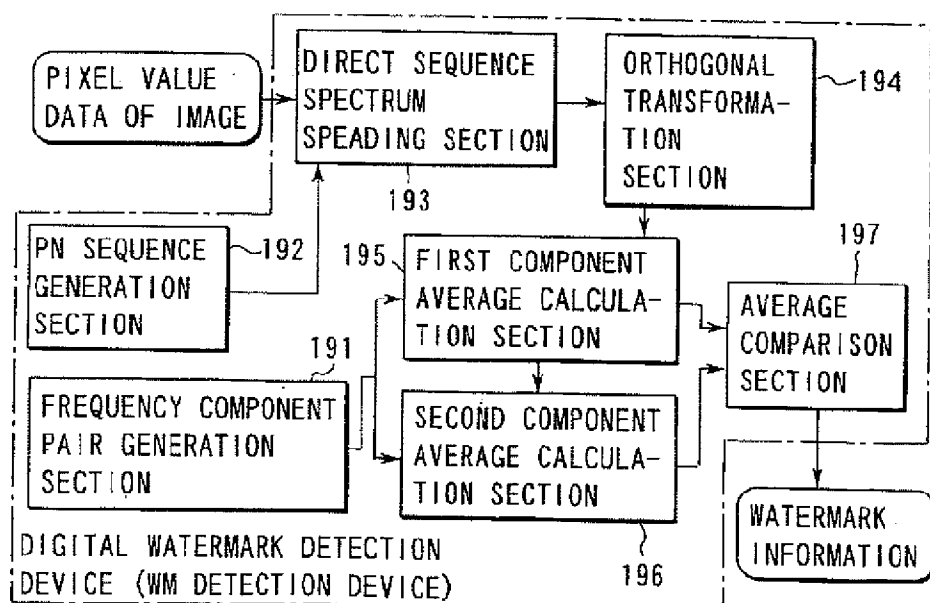 PIXEL VALUE
DATA OF IMAGE
DIRECT SEQUENCE
SPECTRUM
SPEADING SECTION
193
ORTHOGONAL
TRANSFORMA-
TION
SECTION
194
PN SEQUENCE
GENERATION
SECTION
192
195
FIRST COMPONENT
AVERAGE CALCULA-
TION SECTION
197
AVERAGE
COMPARISON
SECTION
191
FREQUENCY COMPONENT
PAIR GENERATION
SECTION
SECOND COMPONENT
AVERAGE CALCULA-
TION SECTION
196
WATERMARK
INFORMATION
DIGITAL WATERMARK DETECTION
DEVICE (WM DETECTION DEVICE)